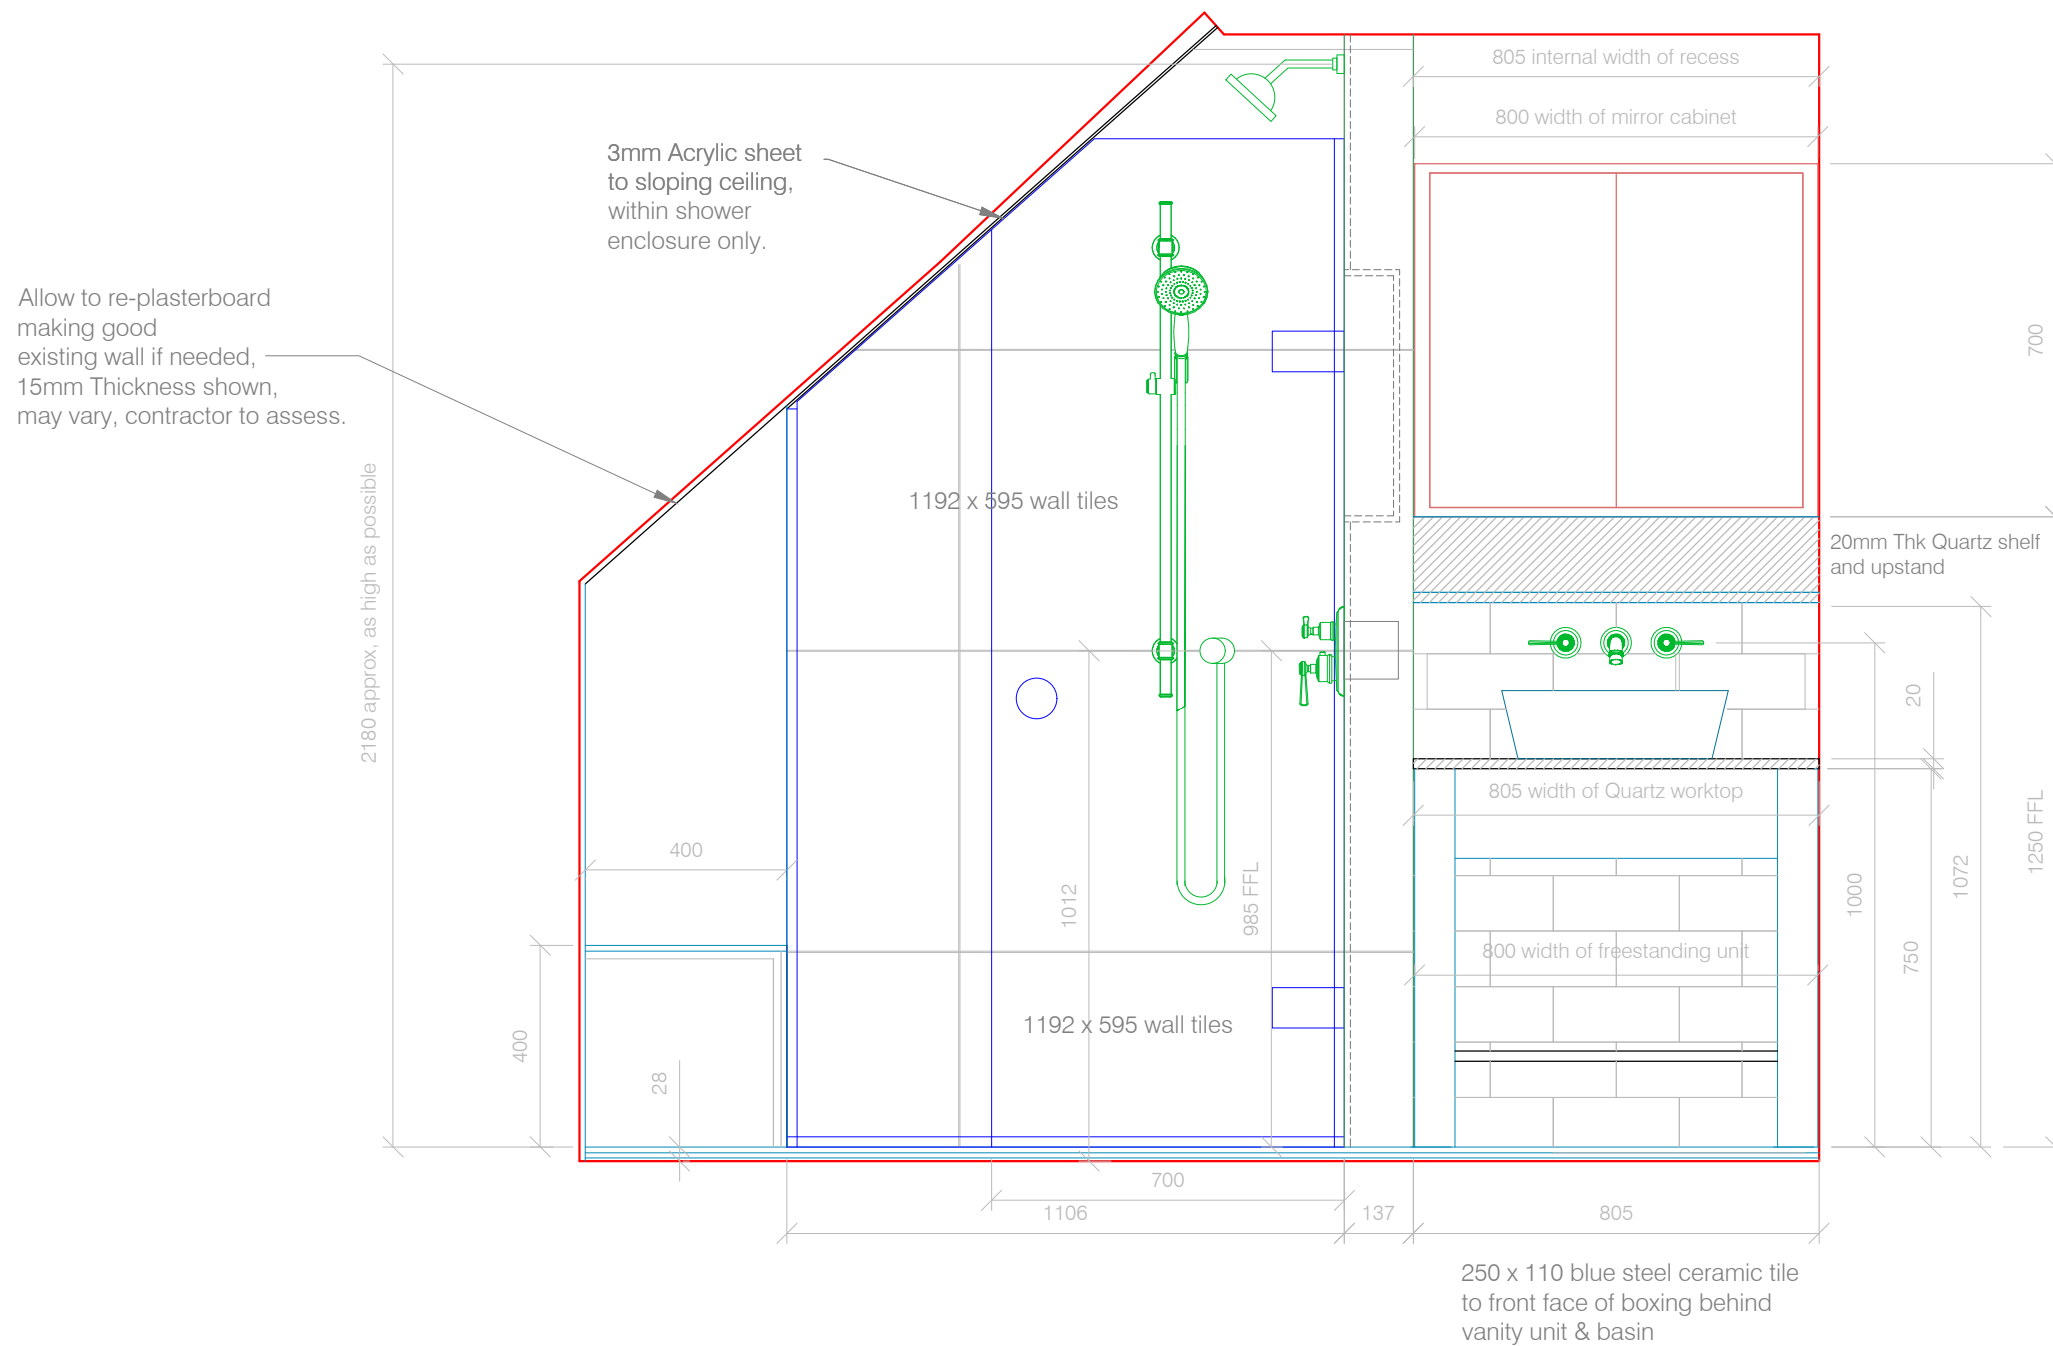 805 internal width of recess
800 width of mirror cabinet
3mm Acrylic sheet
to sloping ceiling,
within shower
enclosure only.
Allow to re-plasterboard
making good
existing wall if needed,
15mm Thickness shown,
may vary, contractor to assess.
700
2180 approx, as high as possible
1192 x 595 wall tiles
20mm Thk Quartz shelf
and upstand
20
805 width of Quartz worktop
400
1012
985 FFL
1000
1072
1250 FFL
750
800 width of freestanding unit
400
28
1192 x 595 wall tiles
700
1106
137
805
250 x 110 blue steel ceramic tile
to front face of boxing behind
vanity unit & basin